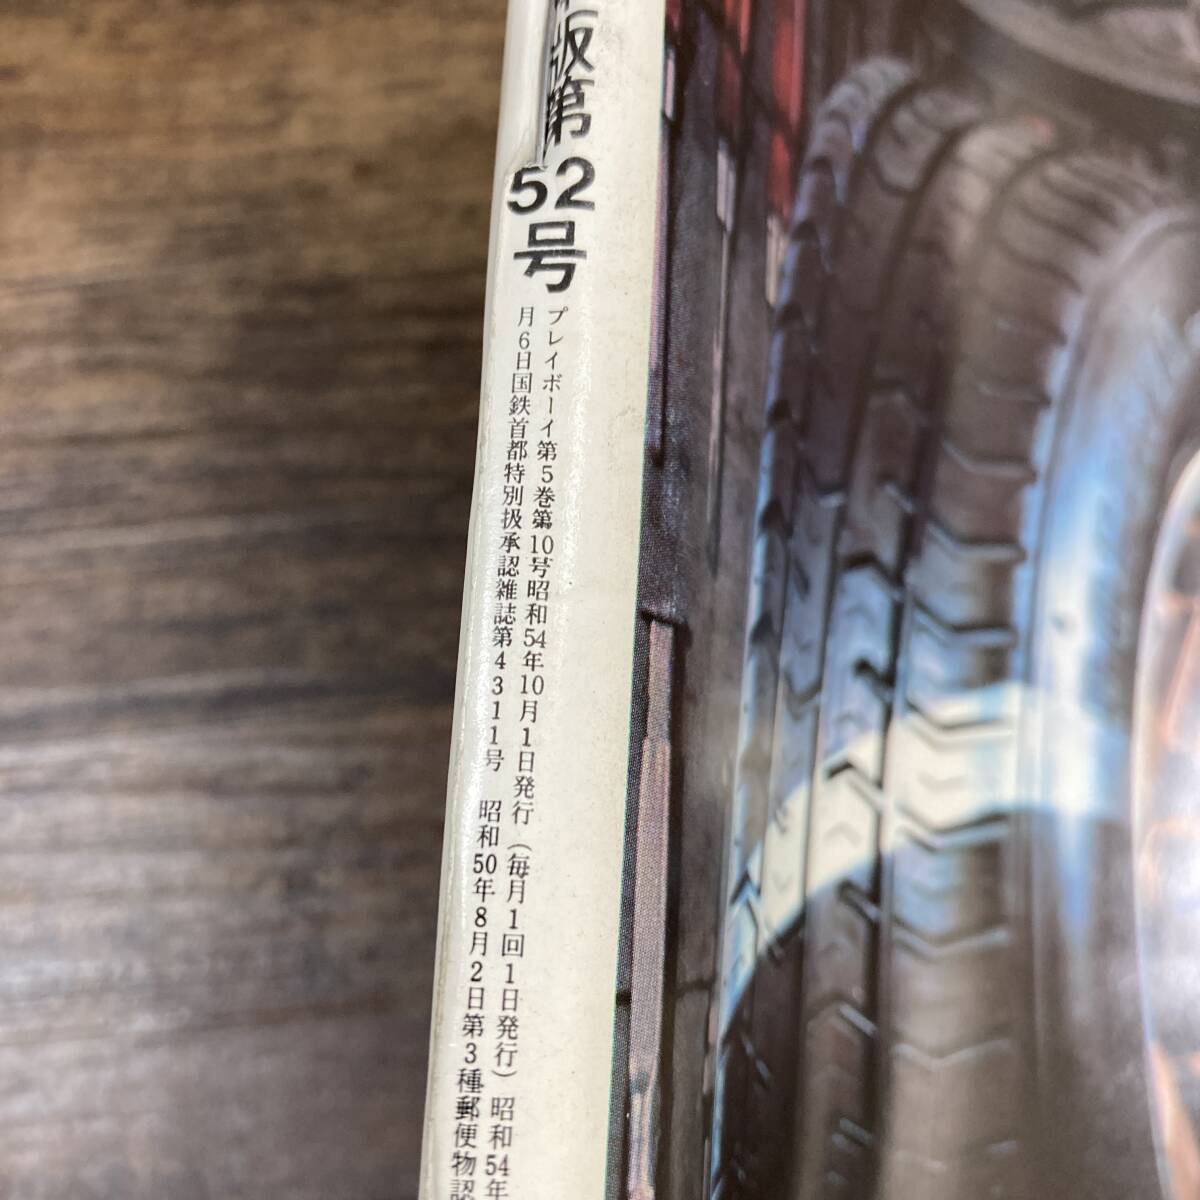 版第52号
プレイボーイ第5巻第10号昭和54年10月1日発行(毎月1回1日発行)昭和54年
月6日国鉄首都特別扱承認雑誌第4311号 昭和50年8月2日第3種郵便物認